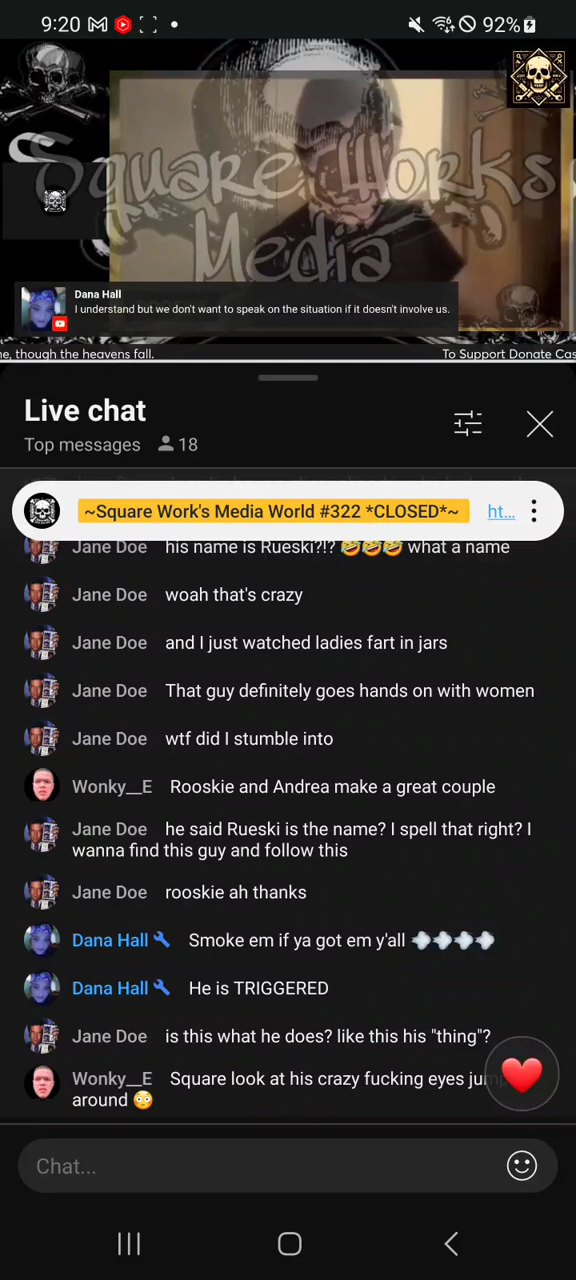 9:20 92%
Square Works
Media
Dana Hall
I understand but we don't want to speak on the situation if it doesn't involve us.
e, though the heavens fall. To Support Donate Cas
Live chat
Top messages 18
~Square Work's Media World #322 *CLOSED*~ ht...
Jane Doe his name is Rueski?!? 🤣🤣🤣 what a name
Jane Doe woah that's crazy
Jane Doe and I just watched ladies fart in jars
Jane Doe That guy definitely goes hands on with women
Jane Doe wtf did I stumble into
Wonky__E Rooskie and Andrea make a great couple
Jane Doe he said Rueski is the name? I spell that right? I
wanna find this guy and follow this
Jane Doe rooskie ah thanks
Dana Hall Smoke em if ya got em y'all 💨💨💨💨
Dana Hall He is TRIGGERED
Jane Doe is this what he does? like this his "thing"?
Wonky__E Square look at his crazy fucking eyes jum
around 😳
Chat...